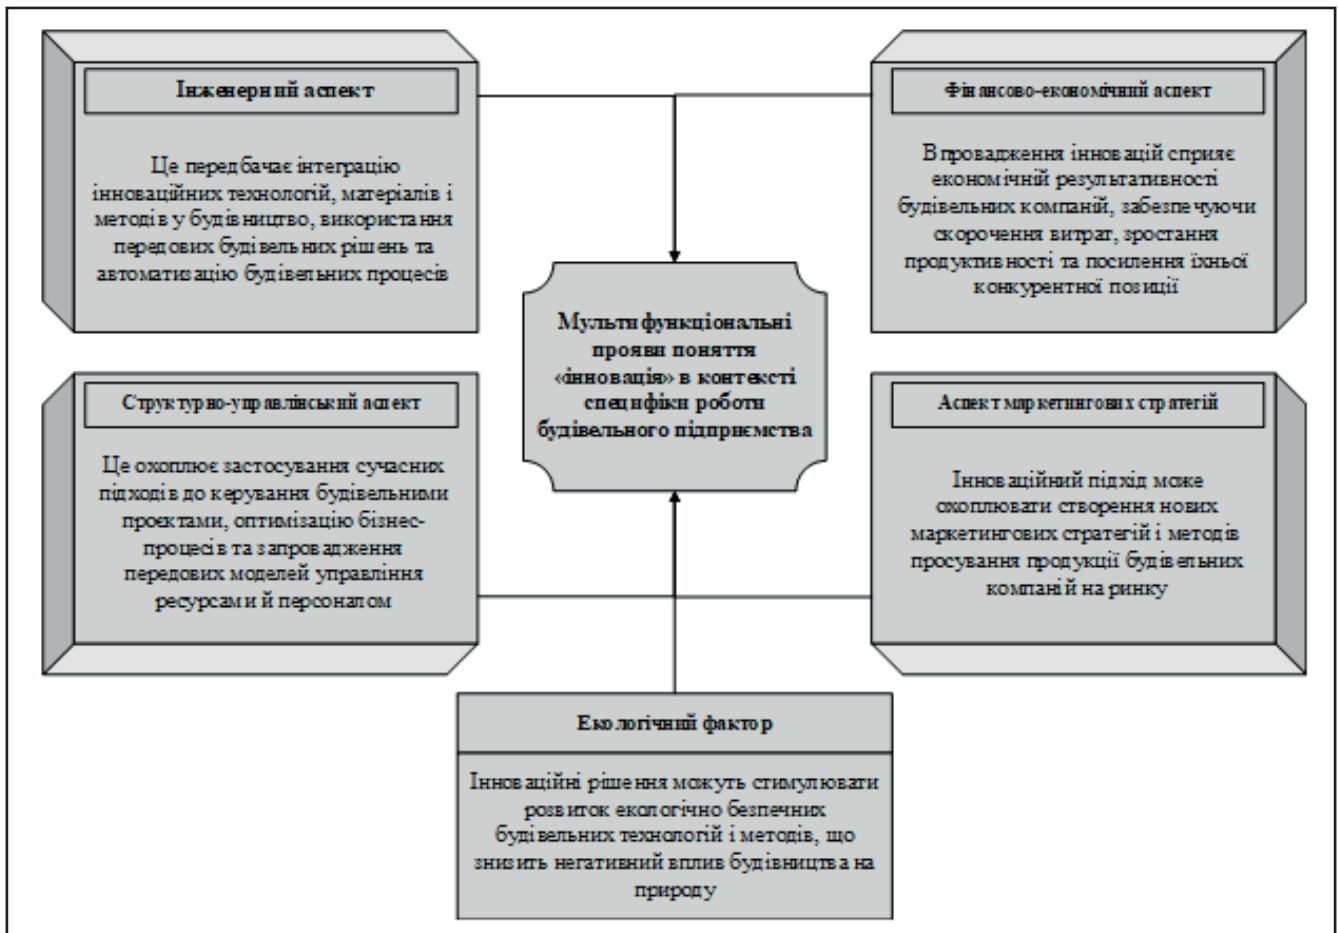 Інженерний аспект
Це передбачає інтеграцію
інноваційних технологій, матеріалів і
методів у будівництво, використання
передових будівельних рішень та
автоматизацію будівельних процесів
Фінансово-економічний аспект
Впровадження інновацій сприяє
економічній результативності
будівельних компаній, забезпечуючи
скорочення витрат, зростання
продуктивності та посилення їхньої
конкурентної позиції
Мультифункціональні
прояви поняття
«інновація» в контексті
специфіки роботи
будівельного підприємства
Структурно-управлінський аспект
Це охоплює застосування сучасних
підходів до керування будівельними
проєктами, оптимізацію бізнес-
процесів та запровадження
передових моделей управління
ресурсами й персоналом
Аспект маркетингових стратегій
Інноваційний підхід може
охоплювати створення нових
маркетингових стратегій і методів
просування продукції будівельних
компаній на ринку
Екологічний фактор
Інноваційні рішення можуть стимулювати
розвиток екологічно безпечних
будівельних технологій і методів, що
знизить негативний вплив будівництва на
природу